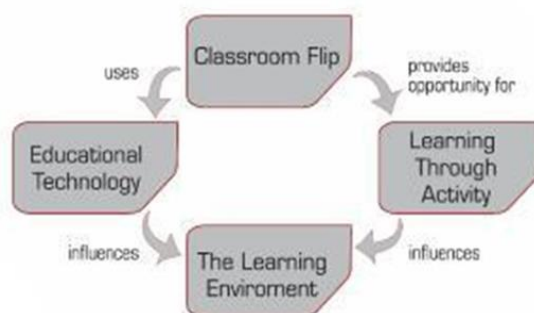 Classroom Flip
uses
provides
opportunity for
Educational
Technology
Learning
Through
Activity
influences
influences
The Learning
Enviroment